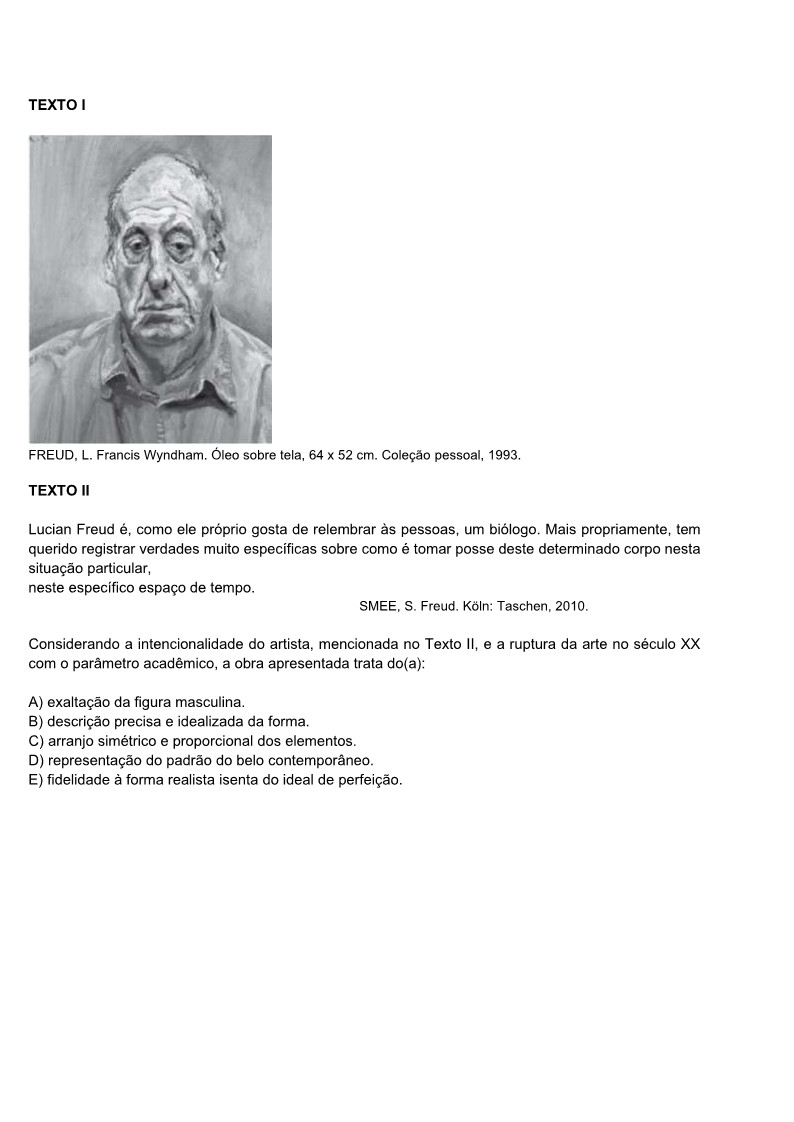 TEXTO I
FREUD, L. Francis Wyndham. Óleo sobre tela, 64 x 52 cm. Coleção pessoal, 1993.
TEXTO II
Lucian Freud é, como ele próprio gosta de relembrar às pessoas, um biólogo. Mais propriamente, tem
querido registrar verdades muito específicas sobre como é tomar posse deste determinado corpo nesta
situação particular,
neste específico espaço de tempo.
SMEE, S. Freud. Köln: Taschen, 2010.
Considerando a intencionalidade do artista, mencionada no Texto II, e a ruptura da arte no século XX
com o parâmetro acadêmico, a obra apresentada trata do(a):
A) exaltação da figura masculina.
B) descrição precisa e idealizada da forma.
C) arranjo simétrico e proporcional dos elementos.
D) representação do padrão do belo contemporâneo.
E) fidelidade à forma realista isenta do ideal de perfeição.